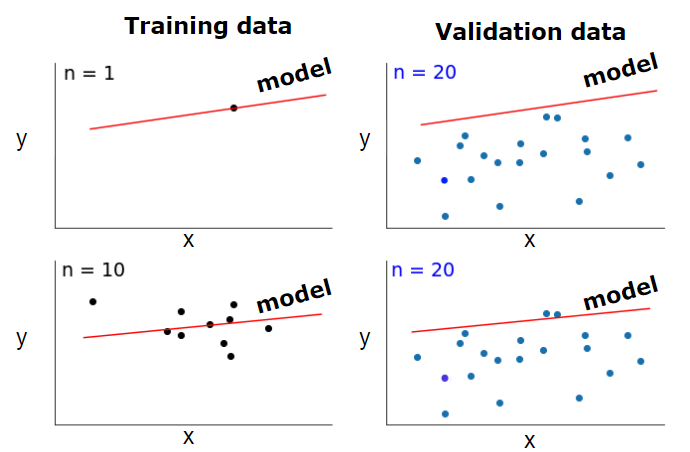 Training data
Validation data
n = 1
model
y
x
n = 20
model
y
x
n = 10
model
y
x
n = 20
model
y
x